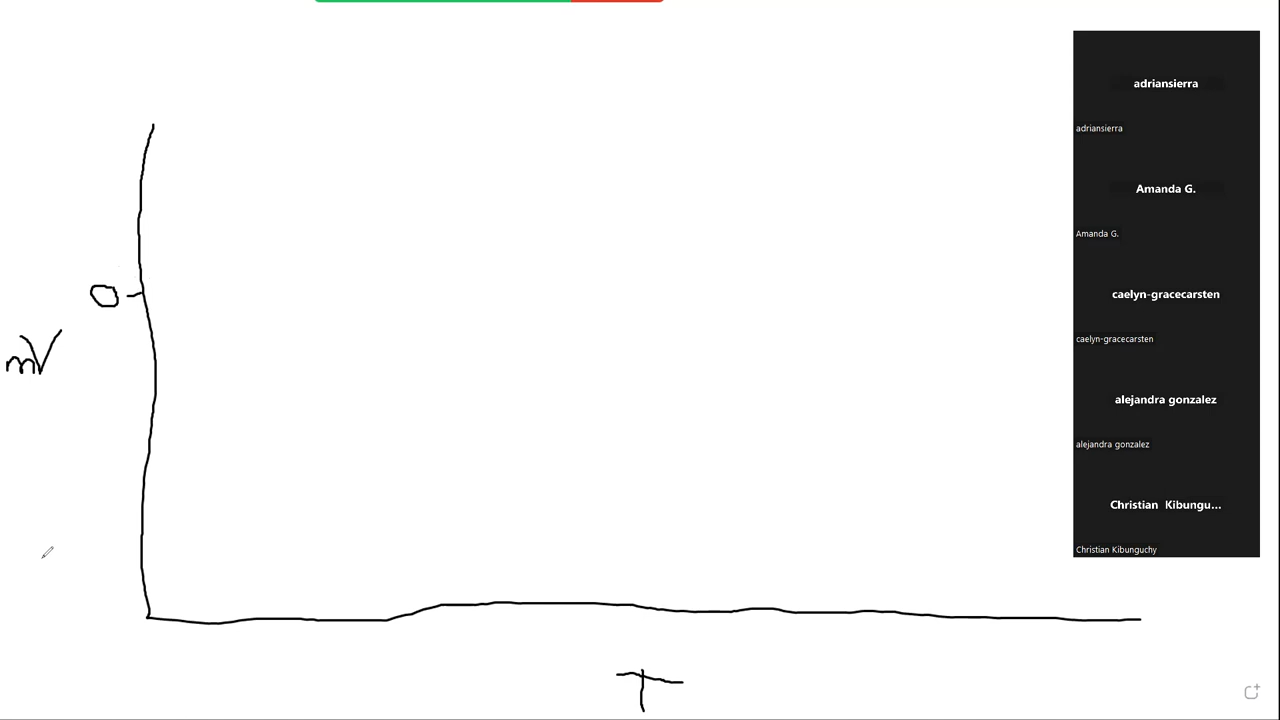 0
mV
T
adriansierra
adriansierra
Amanda G.
Amanda G.
caelyn-gracecarsten
caelyn-gracecarsten
alejandra gonzalez
alejandra gonzalez
Christian Kibungu...
Christian Kibunguchy